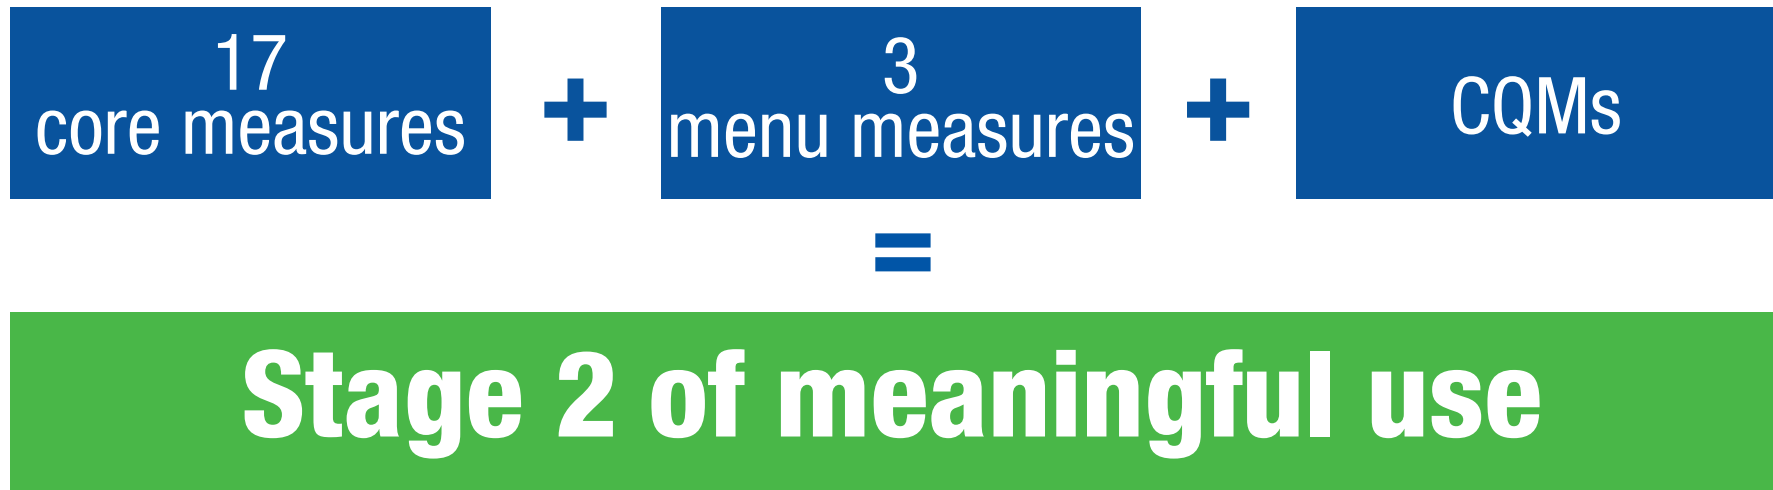 17
core measures
+
3
menu measures
+
CQMs
=
Stage 2 of meaningful use